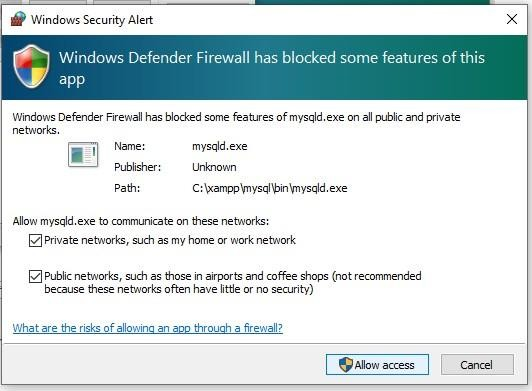 Windows Security Alert
Windows Defender Firewall has blocked some features of this
app
Windows Defender Firewall has blocked some features of mysqld.exe on all public and private
networks.
Name: mysqld.exe
Publisher: Unknown
Path: C:\xampp\mysql\bin\mysqld.exe
Allow mysqld.exe to communicate on these networks:
Private networks, such as my home or work network
Public networks, such as those in airports and coffee shops (not recommended
because these networks often have little or no security)
What are the risks of allowing an app through a firewall?
Allow access Cancel